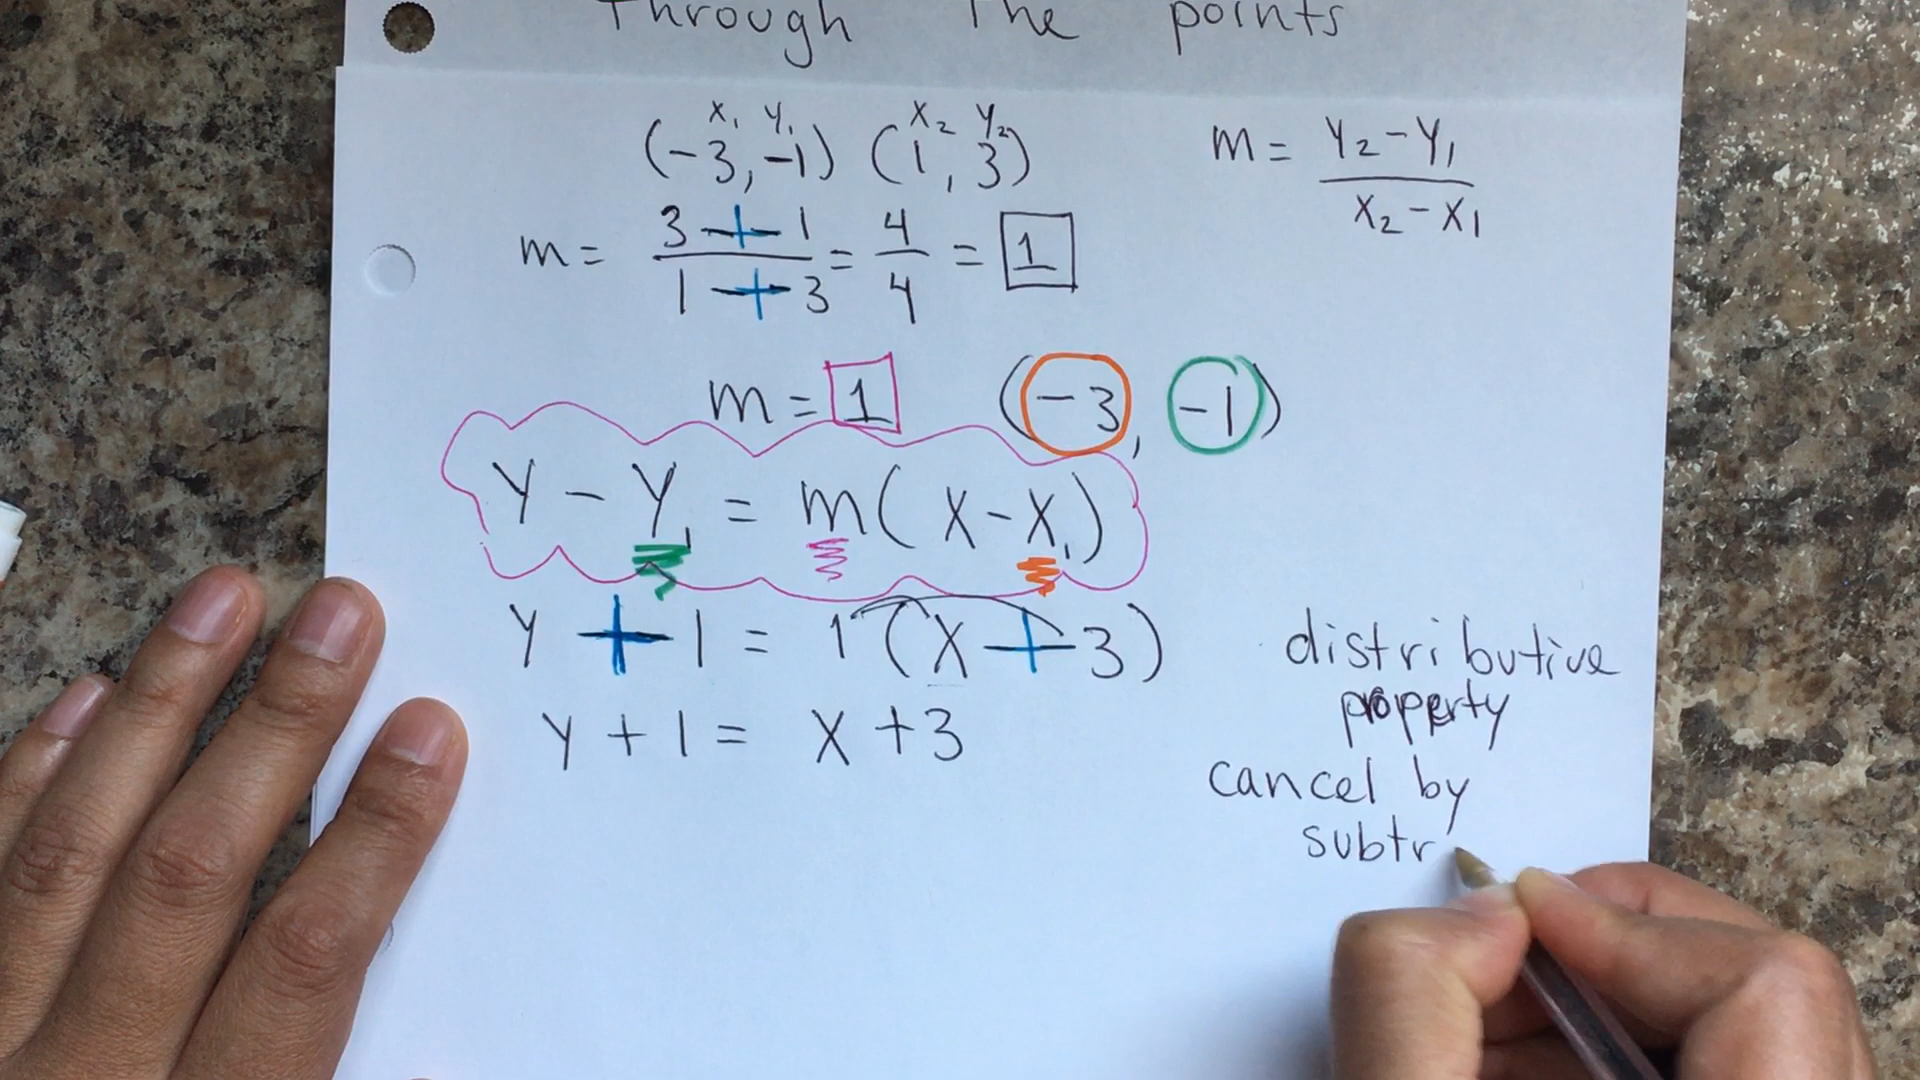 Through The points
x₁ y₁ x₂ y₂
(-3, -1) (1, 3)
m = y₂-y₁ / x₂-x₁
m = 3 + 1 / 1 + 3 = 4/4 = 1
m = 1 (-3, -1)
y - y₁ = m(x-x₁)
y + 1 = 1(x + 3)
distributive
property
y + 1 = x + 3
cancel by
subtr